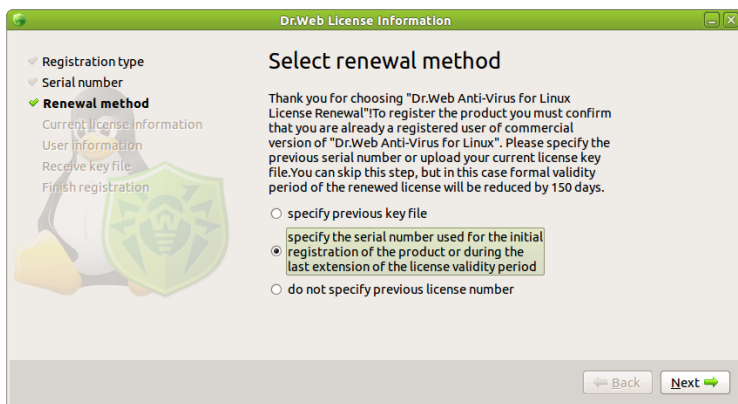 Dr.Web License Information
Registration type
Serial number
Renewal method
Current license information
User information
Receive key file
Finish registration
Select renewal method
Thank you for choosing "Dr.Web Anti-Virus for Linux
License Renewal"!To register the product you must confirm
that you are already a registered user of commercial
version of "Dr.Web Anti-Virus for Linux". Please specify the
previous serial number or upload your current license key
file.You can skip this step, but in this case formal validity
period of the renewed license will be reduced by 150 days.
specify previous key file
specify the serial number used for the initial
registration of the product or during the
last extension of the license validity period
do not specify previous license number
Back
Next